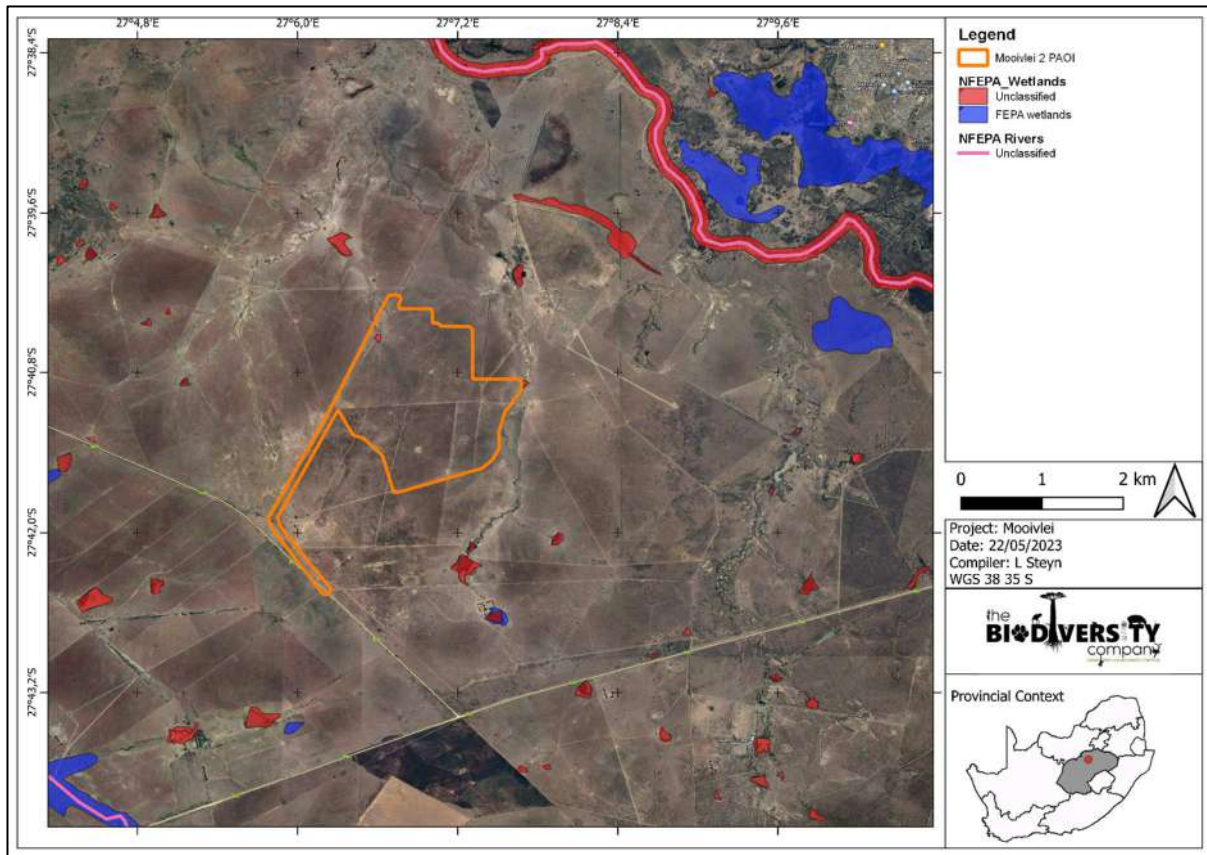 27°4,8'E 27°6,0'E 27°7,2'E 27°8,4'E 27°9,6'E
27°38,4'S
27°39,6'S
27°40,8'S
27°42,0'S
27°43,2'S
Legend
Mooivlei 2 PAOI
NFEPA_Wetlands
Unclassified
FEPA wetlands
NFEPA Rivers
Unclassified
0 1 2 km
Project: Mooivlei
Date: 22/05/2023
Compiler: L Steyn
WGS 38 35 S
the
BIODIVERSITY
company
Provincial Context